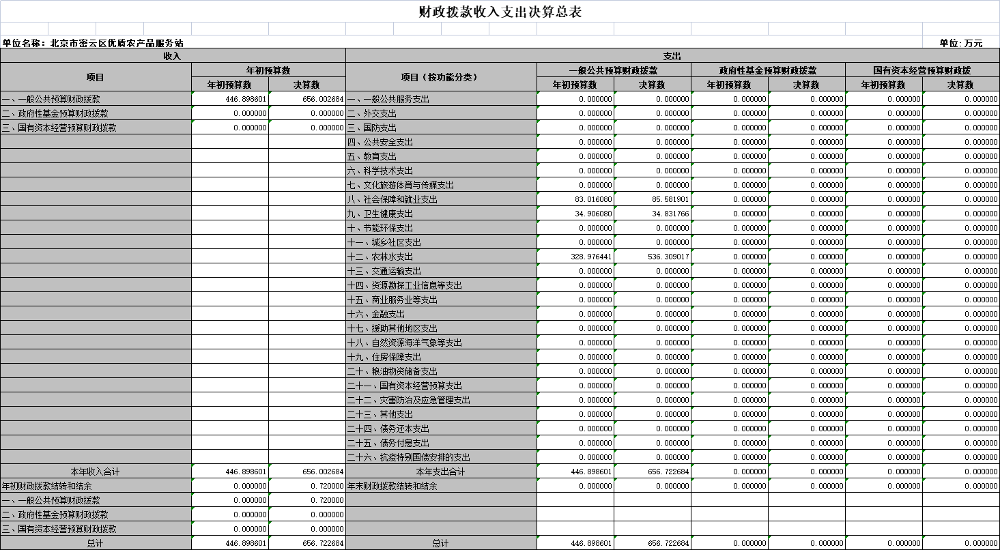 财政拨款收入支出决算总表
单位名称：北京市密云区优质农产品服务站 单位:万元
收入 支出
项目 年初预算数 项目（按功能分类） 一般公共预算财政拨款 政府性基金预算财政拨款 国有资本经营预算财政拨
年初预算数 决算数 年初预算数 决算数 年初预算数 决算数 年初预算数 决算数
一、一般公共预算财政拨款 446.898601 656.002684 一、一般公共服务支出 0.000000 0.000000 0.000000 0.000000 0.000000 0.000000
二、政府性基金预算财政拨款 0.000000 0.000000 二、外交支出 0.000000 0.000000 0.000000 0.000000 0.000000 0.000000
三、国有资本经营预算财政拨款 0.000000 0.000000 三、国防支出 0.000000 0.000000 0.000000 0.000000 0.000000 0.000000
四、公共安全支出 0.000000 0.000000 0.000000 0.000000 0.000000 0.000000
五、教育支出 0.000000 0.000000 0.000000 0.000000 0.000000 0.000000
六、科学技术支出 0.000000 0.000000 0.000000 0.000000 0.000000 0.000000
七、文化旅游体育与传媒支出 0.000000 0.000000 0.000000 0.000000 0.000000 0.000000
八、社会保障和就业支出 83.016080 85.581901 0.000000 0.000000 0.000000 0.000000
九、卫生健康支出 34.906080 34.831766 0.000000 0.000000 0.000000 0.000000
十、节能环保支出 0.000000 0.000000 0.000000 0.000000 0.000000 0.000000
十一、城乡社区支出 0.000000 0.000000 0.000000 0.000000 0.000000 0.000000
十二、农林水支出 328.976441 536.309017 0.000000 0.000000 0.000000 0.000000
十三、交通运输支出 0.000000 0.000000 0.000000 0.000000 0.000000 0.000000
十四、资源勘探工业信息等支出 0.000000 0.000000 0.000000 0.000000 0.000000 0.000000
十五、商业服务业等支出 0.000000 0.000000 0.000000 0.000000 0.000000 0.000000
十六、金融支出 0.000000 0.000000 0.000000 0.000000 0.000000 0.000000
十七、援助其他地区支出 0.000000 0.000000 0.000000 0.000000 0.000000 0.000000
十八、自然资源海洋气象等支出 0.000000 0.000000 0.000000 0.000000 0.000000 0.000000
十九、住房保障支出 0.000000 0.000000 0.000000 0.000000 0.000000 0.000000
二十、粮油物资储备支出 0.000000 0.000000 0.000000 0.000000 0.000000 0.000000
二十一、国有资本经营预算支出 0.000000 0.000000 0.000000 0.000000 0.000000 0.000000
二十二、灾害防治及应急管理支出 0.000000 0.000000 0.000000 0.000000 0.000000 0.000000
二十三、其他支出 0.000000 0.000000 0.000000 0.000000 0.000000 0.000000
二十四、债务还本支出 0.000000 0.000000 0.000000 0.000000 0.000000 0.000000
二十五、债务付息支出 0.000000 0.000000 0.000000 0.000000 0.000000 0.000000
二十六、抗疫特别国债安排的支出 0.000000 0.000000 0.000000 0.000000 0.000000 0.000000
本年收入合计 446.898601 656.002684 本年支出合计 446.898601 656.722684 0.000000 0.000000 0.000000 0.000000
年初财政拨款结转和结余 0.000000 0.720000 年末财政拨款结转和结余 0.000000 0.000000 0.000000 0.000000 0.000000 0.000000
一、一般公共预算财政拨款 0.000000 0.720000
二、政府性基金预算财政拨款 0.000000 0.000000
三、国有资本经营预算财政拨款 0.000000 0.000000
总计 446.898601 656.722684 总计 446.898601 656.722684 0.000000 0.000000 0.000000 0.000000